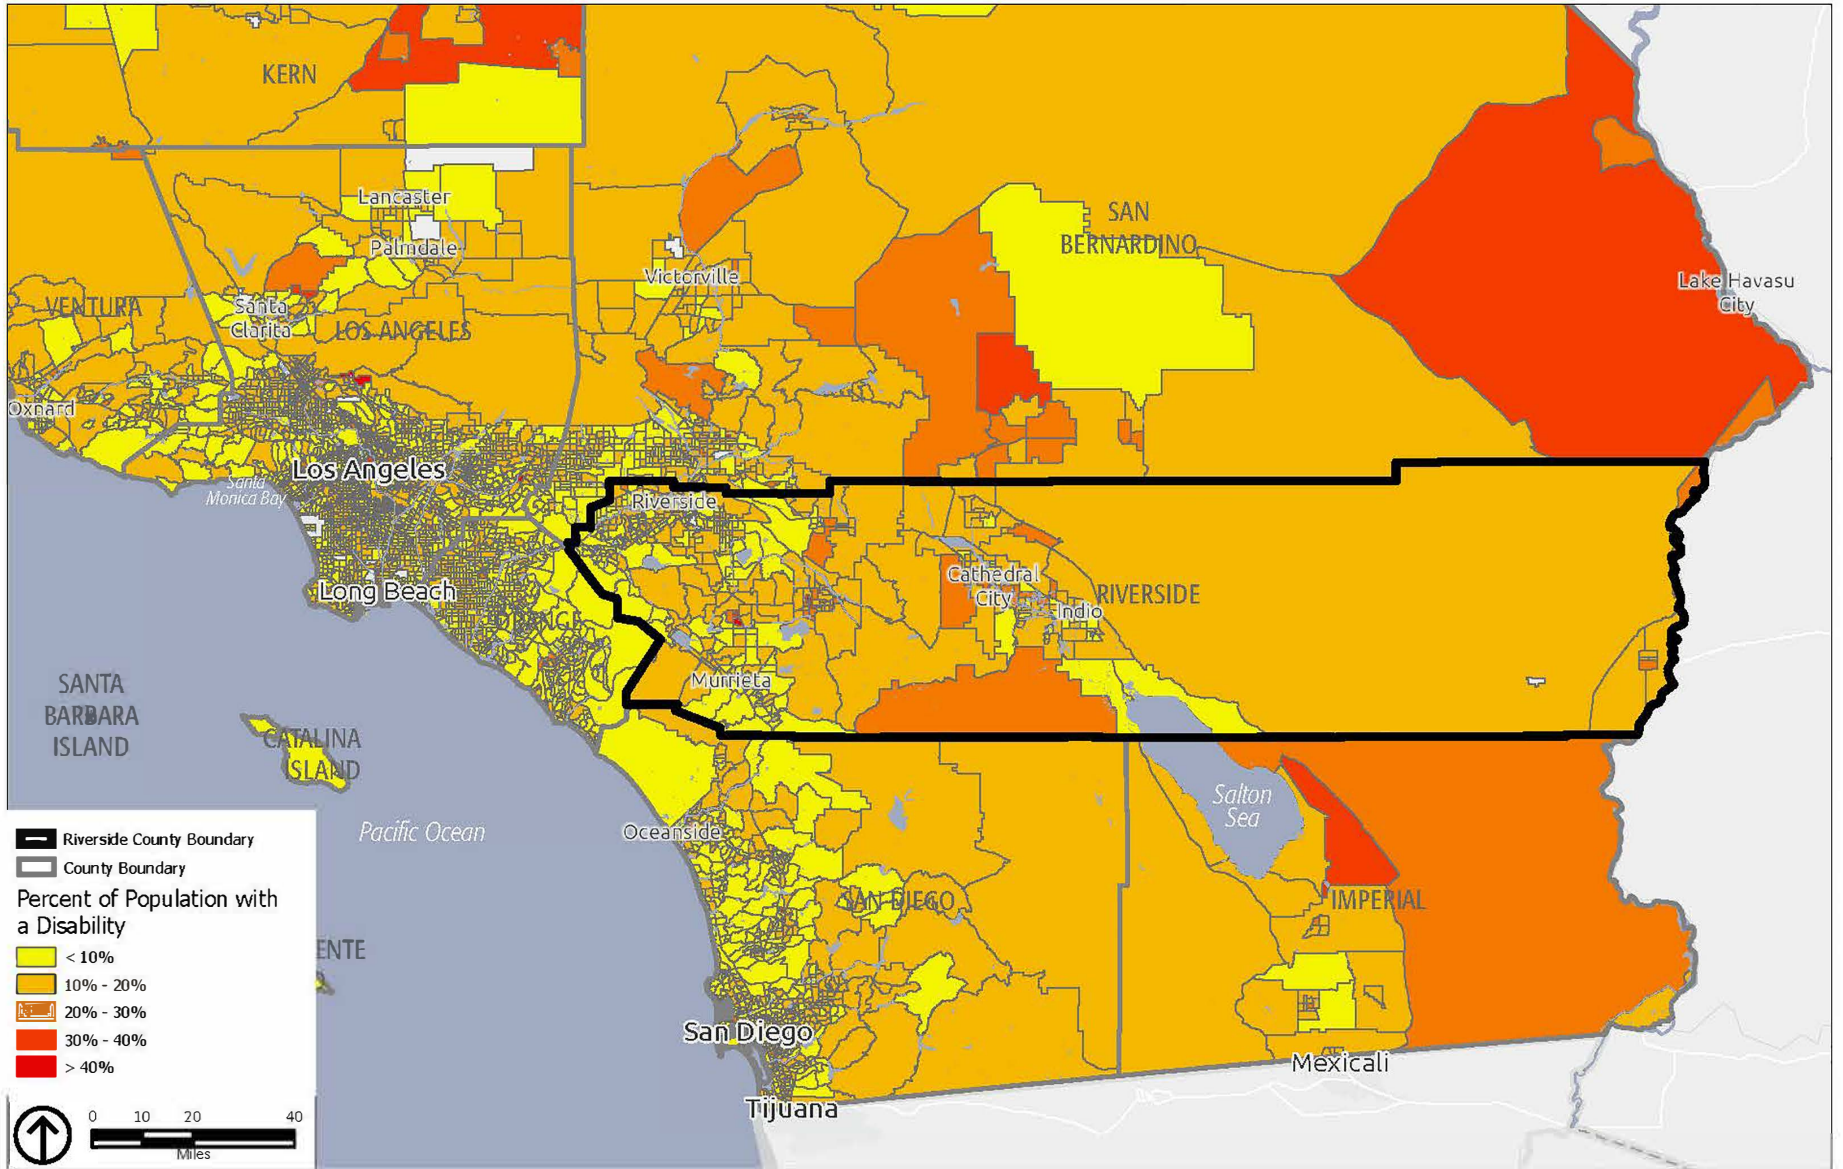 KERN
Lancaster
Palmdale
SAN
BERNARDINO
Victorville
Lake Havasu
City
VENTURA
Santa
Clarita
LOS ANGELES
Oxnard
Los Angeles
Santa
Monica Bay
Riverside
Long Beach
Cathedral
City
RIVERSIDE
Indio
ORANGE
Murrieta
SANTA
BARBARA
ISLAND
CATALINA
ISLAND
Salton
Sea
Pacific Ocean
Oceanside
SAN DIEGO
IMPERIAL
ENTE
San Diego
Mexicali
Tijuana
Riverside County Boundary
County Boundary
Percent of Population with
a Disability
< 10%
10% - 20%
20% - 30%
30% - 40%
> 40%
0 10 20 40
Miles